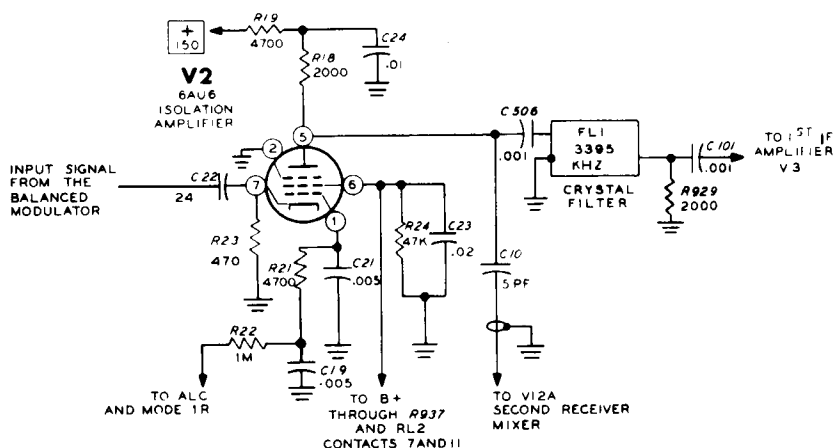 R19
4700
C24
.01
+
150
V2
6AU6
ISOLATION
AMPLIFIER
R18
2000
5
2
7
6
1
C506
.001
FL1
3395
KHZ
CRYSTAL
FILTER
C101
.001
TO 1ST IF
AMPLIFIER
V3
R929
2000
INPUT SIGNAL
FROM THE
BALANCED
MODULATOR
C22
24
R23
470
R21
4700
C21
.005
R24
47K
C23
.02
C10
5 PF
R22
1M
C19
.005
TO ALC
AND MODE 1R
TO B+
THROUGH R937
AND RL2
CONTACTS 7AND11
TO V12A
SECOND RECEIVER
MIXER